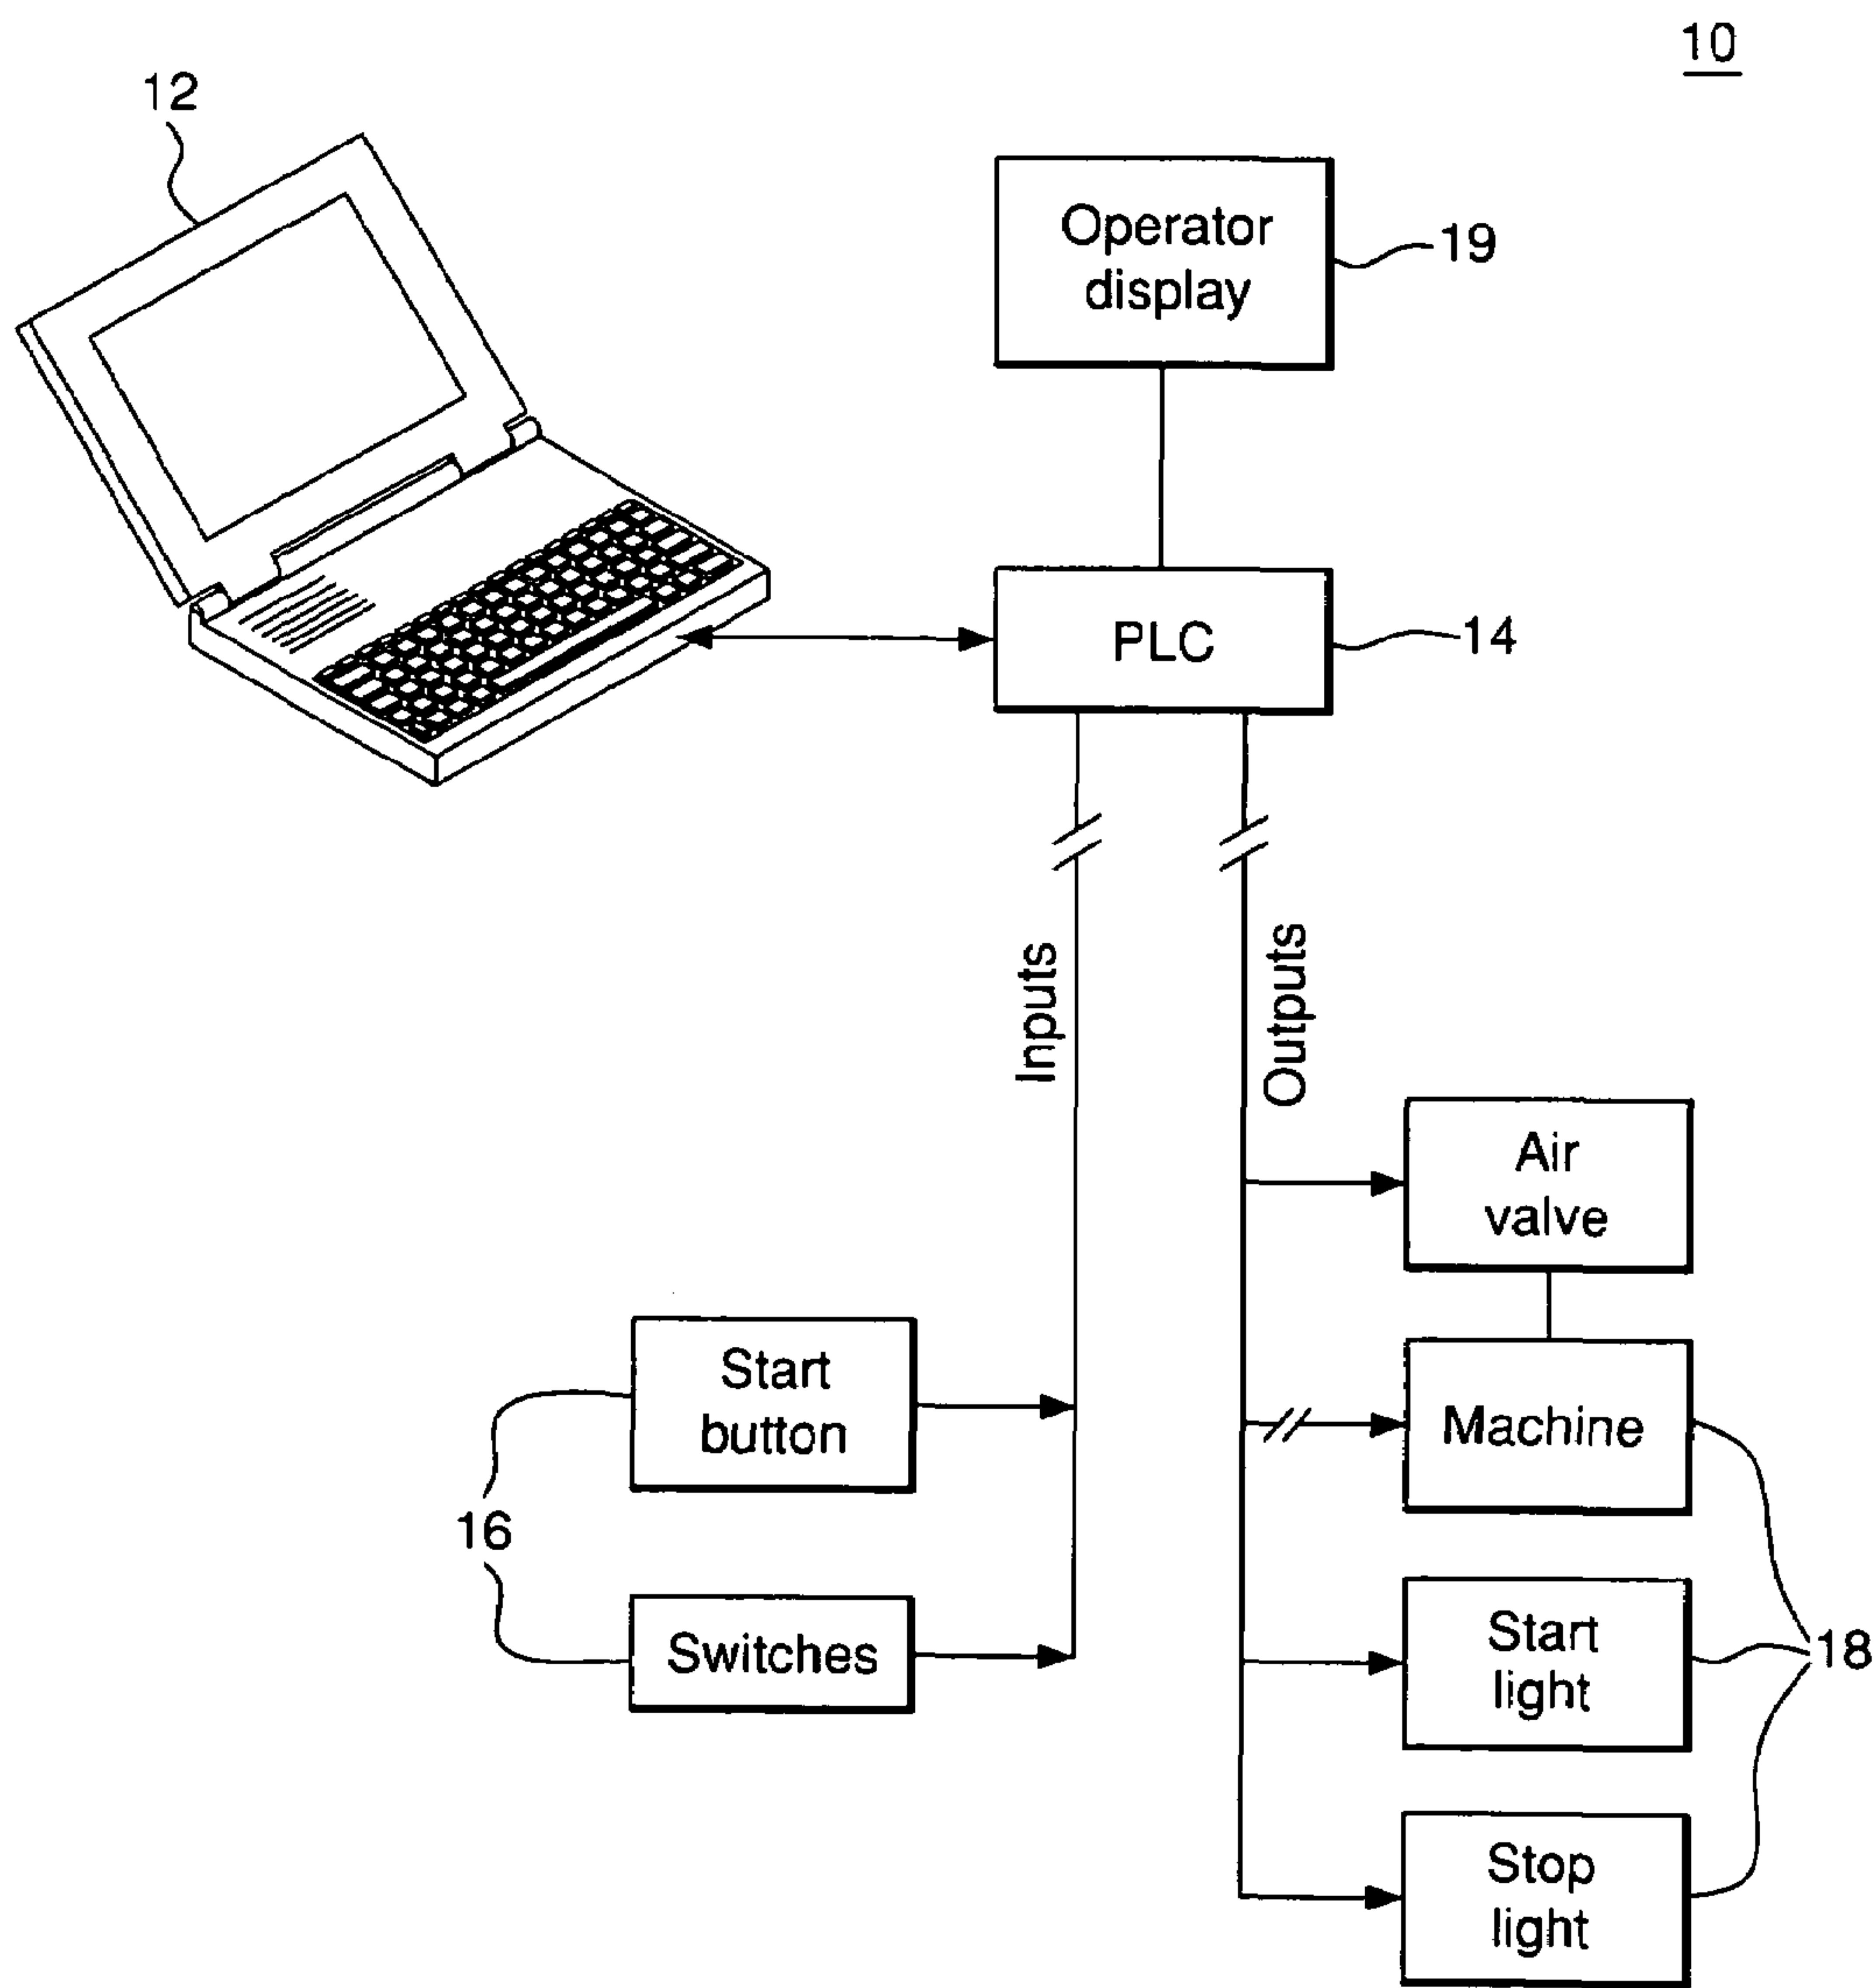 10
12
Operator
display
19
PLC
14
Inputs
Outputs
Air
valve
Start
button
Machine
16
Switches
Start
light
18
Stop
light